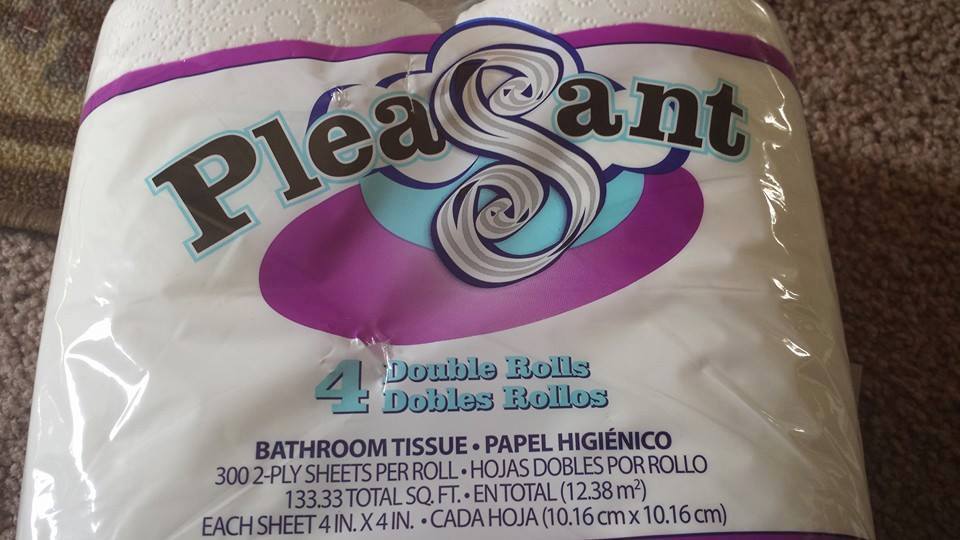 PleaSant
4 Double Rolls
Dobles Rollos
BATHROOM TISSUE • PAPEL HIGIÉNICO
300 2-PLY SHEETS PER ROLL • HOJAS DOBLES POR ROLLO
133.33 TOTAL SQ. FT. • EN TOTAL (12.38 m²)
EACH SHEET 4 IN. X 4 IN. • CADA HOJA (10.16 cm x 10.16 cm)